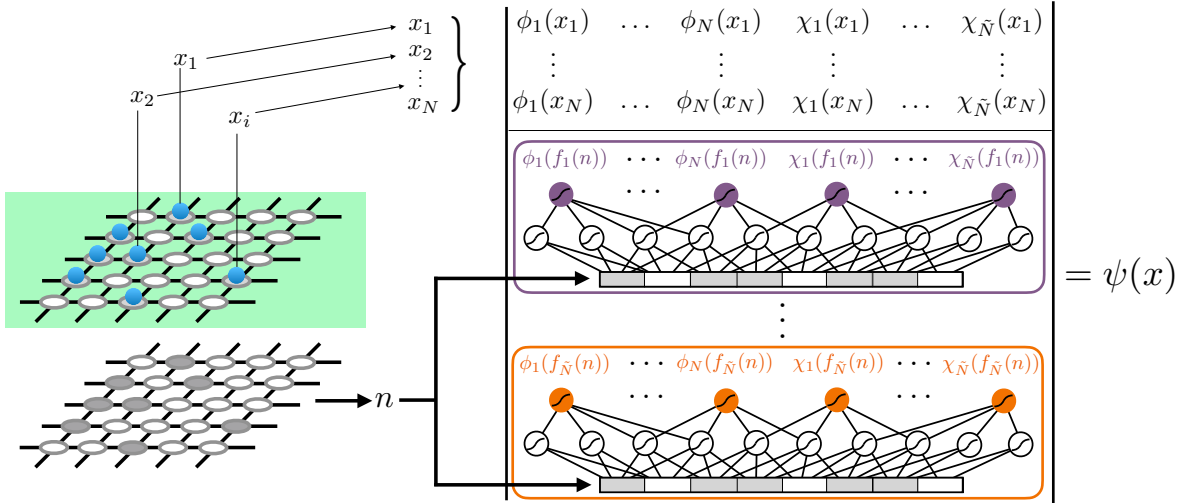 x_1
x_2
x_i
x_1
x_2
⋮
x_N
ϕ_1(x_1) … ϕ_N(x_1) χ_1(x_1) … χ_Ñ(x_1)
⋮ ⋮ ⋮ ⋮
ϕ_1(x_N) … ϕ_N(x_N) χ_1(x_N) … χ_Ñ(x_N)
ϕ_1(f_1(n)) ⋯ ϕ_N(f_1(n)) χ_1(f_1(n)) ⋯ χ_Ñ(f_1(n))
⋯ ⋯
⋮
ϕ_1(f_Ñ(n)) ⋯ ϕ_N(f_Ñ(n)) χ_1(f_Ñ(n)) ⋯ χ_Ñ(f_Ñ(n))
⋯ ⋯
n
= ψ(x)